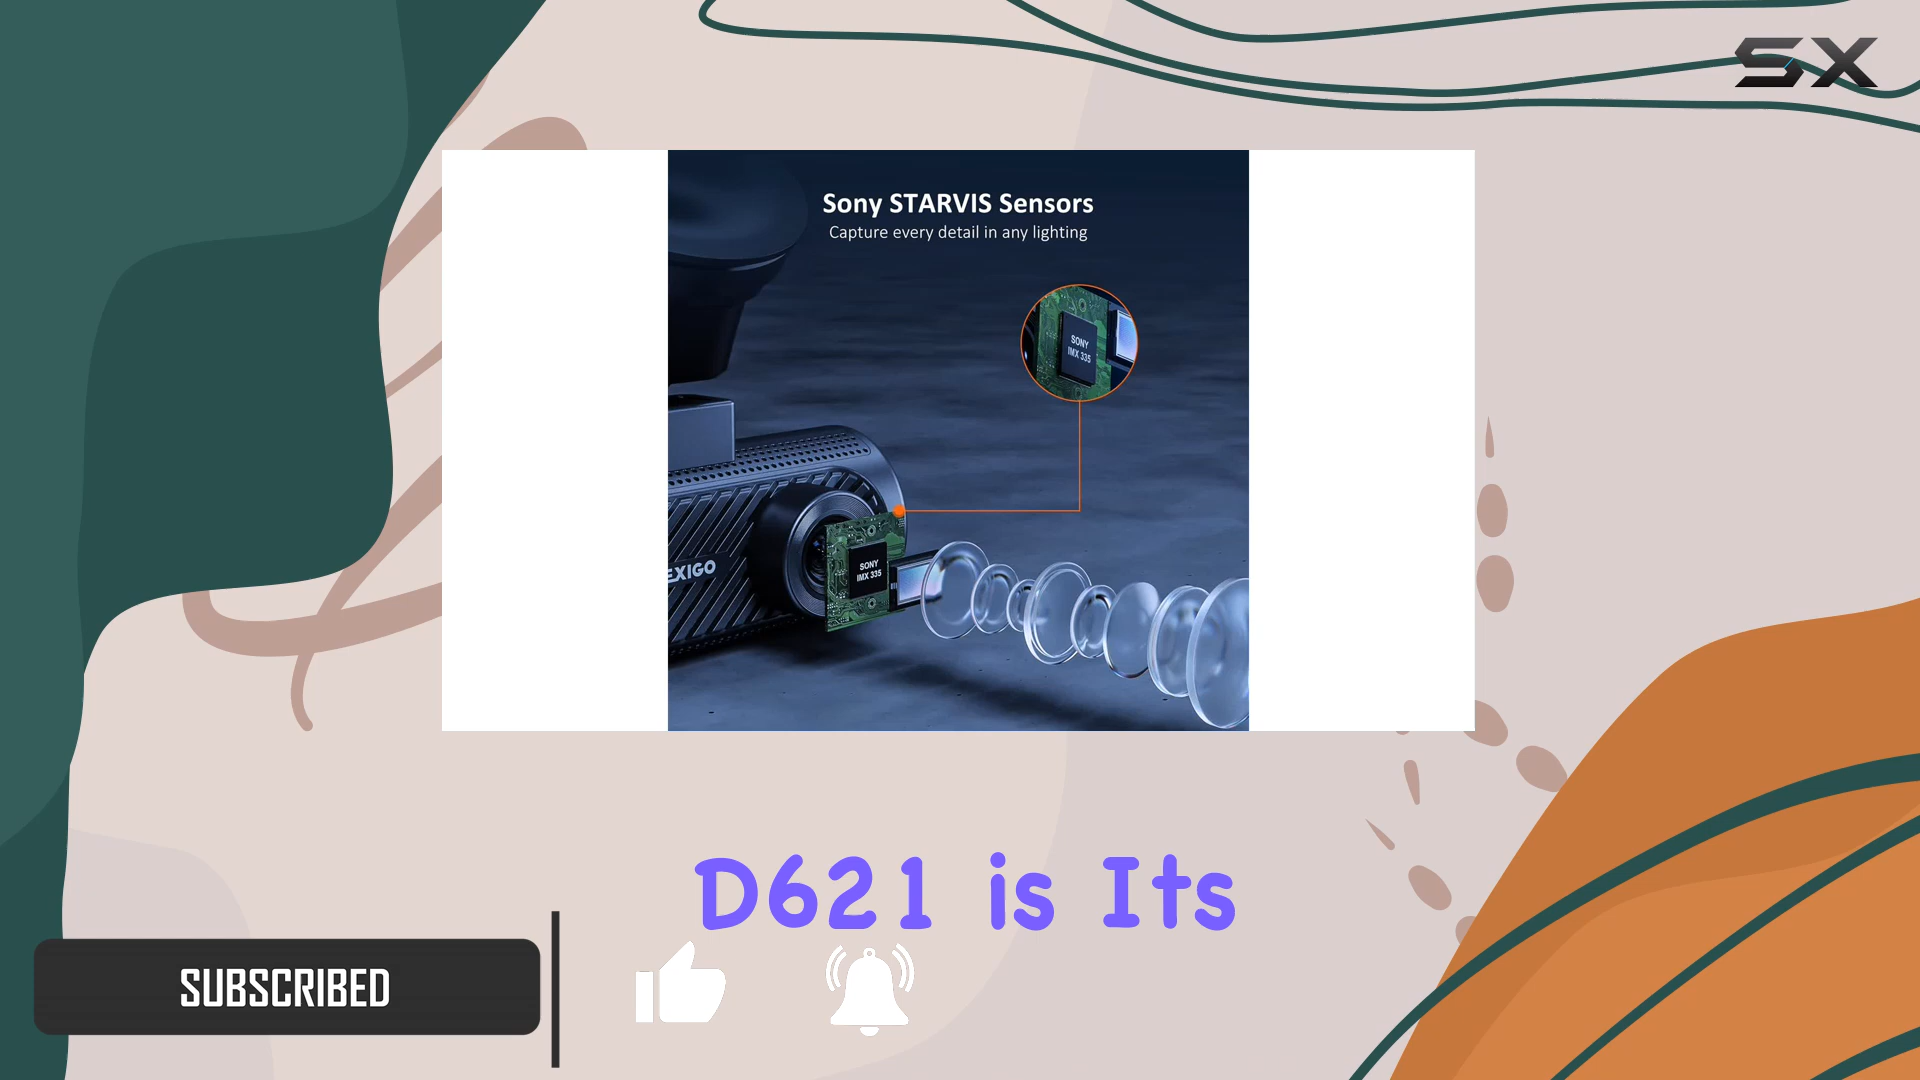 SX
Sony STARVIS Sensors
Capture every detail in any lighting
SONY
IMX 335
SONY
IMX 335
EXIGO
D621 is Its
SUBSCRIBED